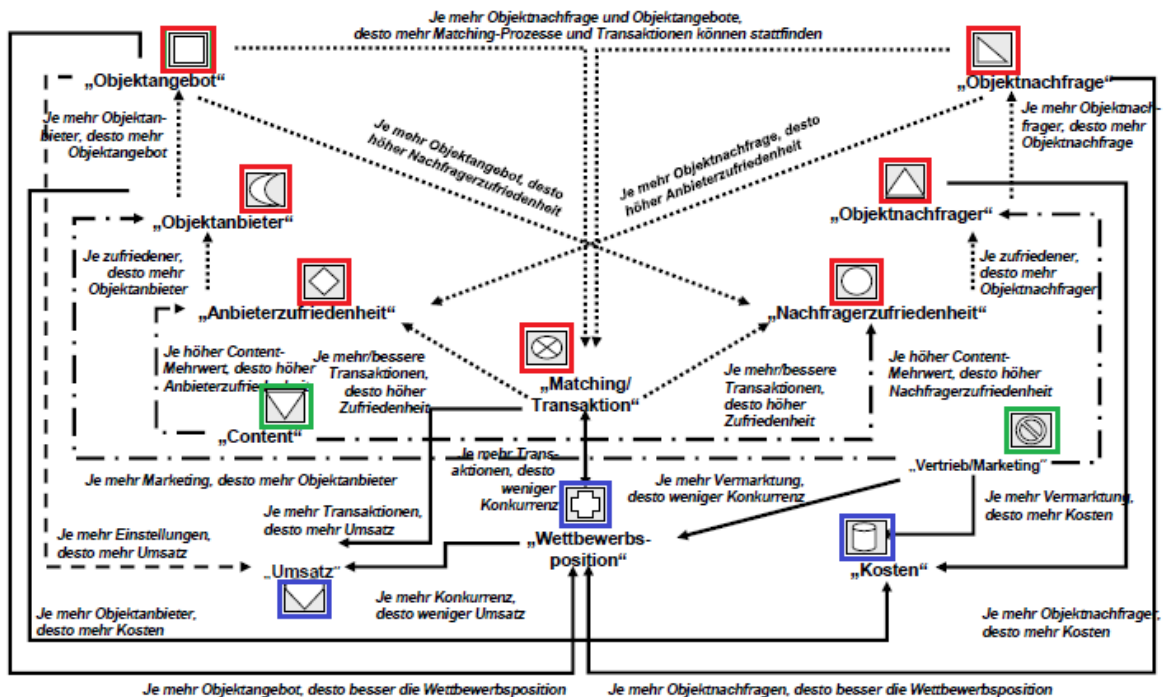 Je mehr Objektnachfrage und Objektangebote,
desto mehr Matching-Prozesse und Transaktionen können stattfinden
„Objektangebot“
„Objektnachfrage“
Je mehr Objektan-
bieter, desto mehr
Objektangebot
Je mehr Objektangebot, desto
höher Nachfragerzufriedenheit
Je mehr Objektnachfrage, desto
höher Anbieterzufriedenheit
Je mehr Objektnach-
frager, desto mehr
Objektnachfrage
„Objektanbieter“
„Objektnachfrager“
Je zufriedener,
desto mehr
Objektanbieter
Je zufriedener,
desto mehr
Objektnachfrager
„Anbieterzufriedenheit“
„Nachfragerzufriedenheit“
Je höher Content-
Mehrwert, desto höher
Anbieterzufriedenheit
Je mehr/bessere
Transaktionen,
desto höher
Zufriedenheit
„Matching/
Transaktion“
Je mehr/bessere
Transaktionen,
desto höher
Zufriedenheit
Je höher Content-
Mehrwert, desto höher
Nachfragerzufriedenheit
„Content“
„Vertrieb/Marketing“
Je mehr Marketing, desto mehr Objektanbieter
Je mehr Trans-
aktionen, desto
weniger
Konkurrenz
Je mehr Vermarktung,
desto weniger Konkurrenz
Je mehr Vermarktung,
desto mehr Kosten
Je mehr Transaktionen,
desto mehr Umsatz
Je mehr Einstellungen,
desto mehr Umsatz
„Wettbewerbs-
position“
„Umsatz“
„Kosten“
Je mehr Konkurrenz,
desto weniger Umsatz
Je mehr Objektanbieter,
desto mehr Kosten
Je mehr Objektnachfrager,
desto mehr Kosten
Je mehr Objektangebot, desto besser die Wettbewerbsposition
Je mehr Objektnachfragen, desto besser die Wettbewerbsposition